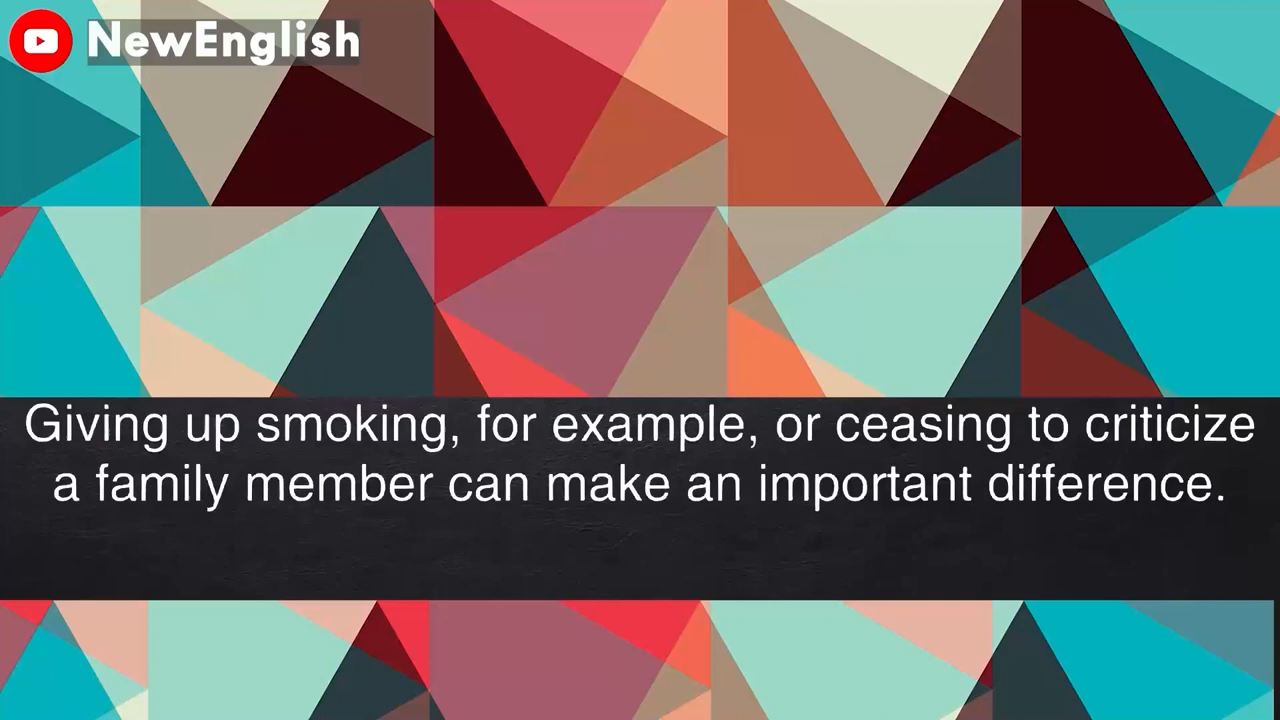 NewEnglish
Giving up smoking, for example, or ceasing to criticize
a family member can make an important difference.